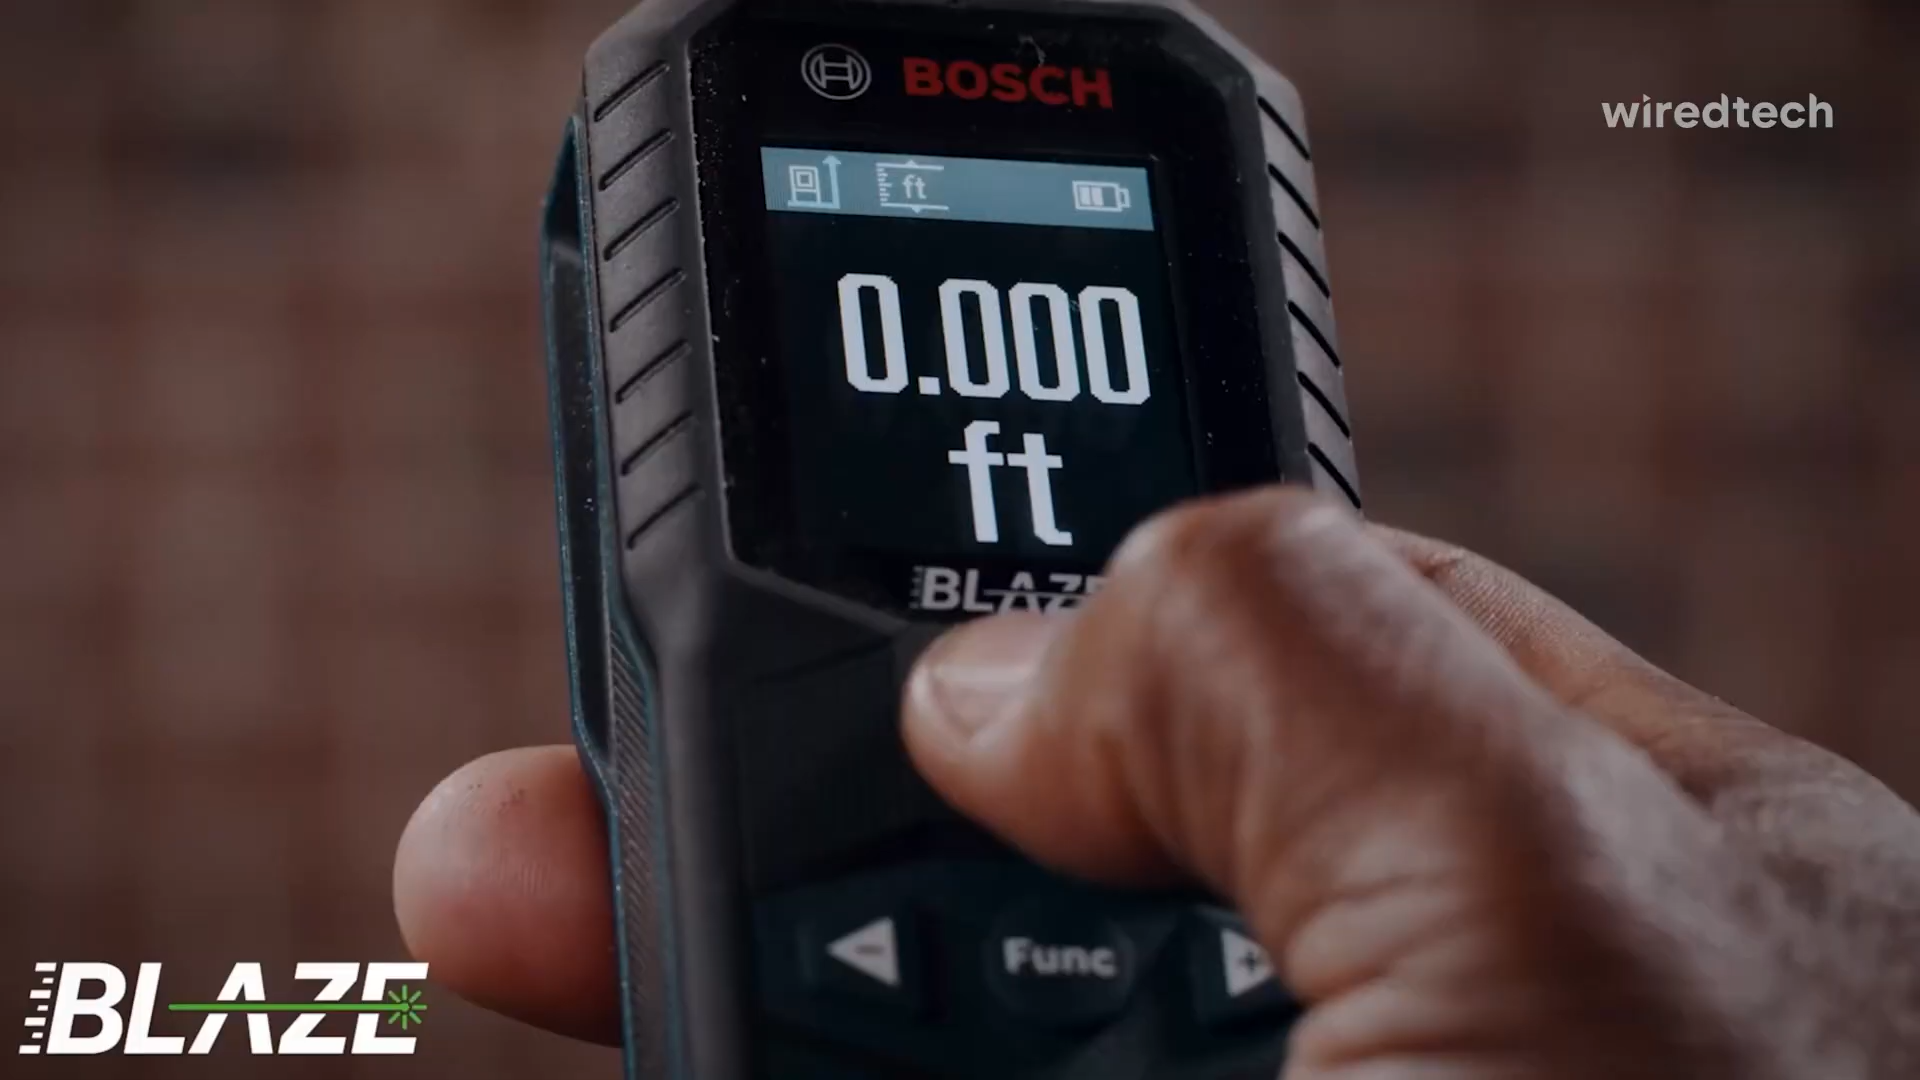 BOSCH
wiredtech
ft
0.000
ft
BLAZE
Func
BLAZE